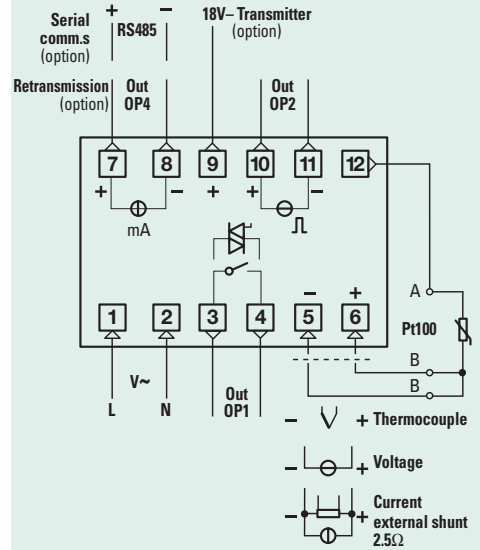 Serial + − 18V– Transmitter
comm.s RS485 (option)
(option)
Retransmission Out Out
(option) OP4 OP2
7 8 9 10 11 12
+ − + + −
mA
A
− +
1 2 3 4 5 6
Pt100
B
V~
B
L N Out
OP1
− + Thermocouple
− + Voltage
− + Current
external shunt
2.5Ω